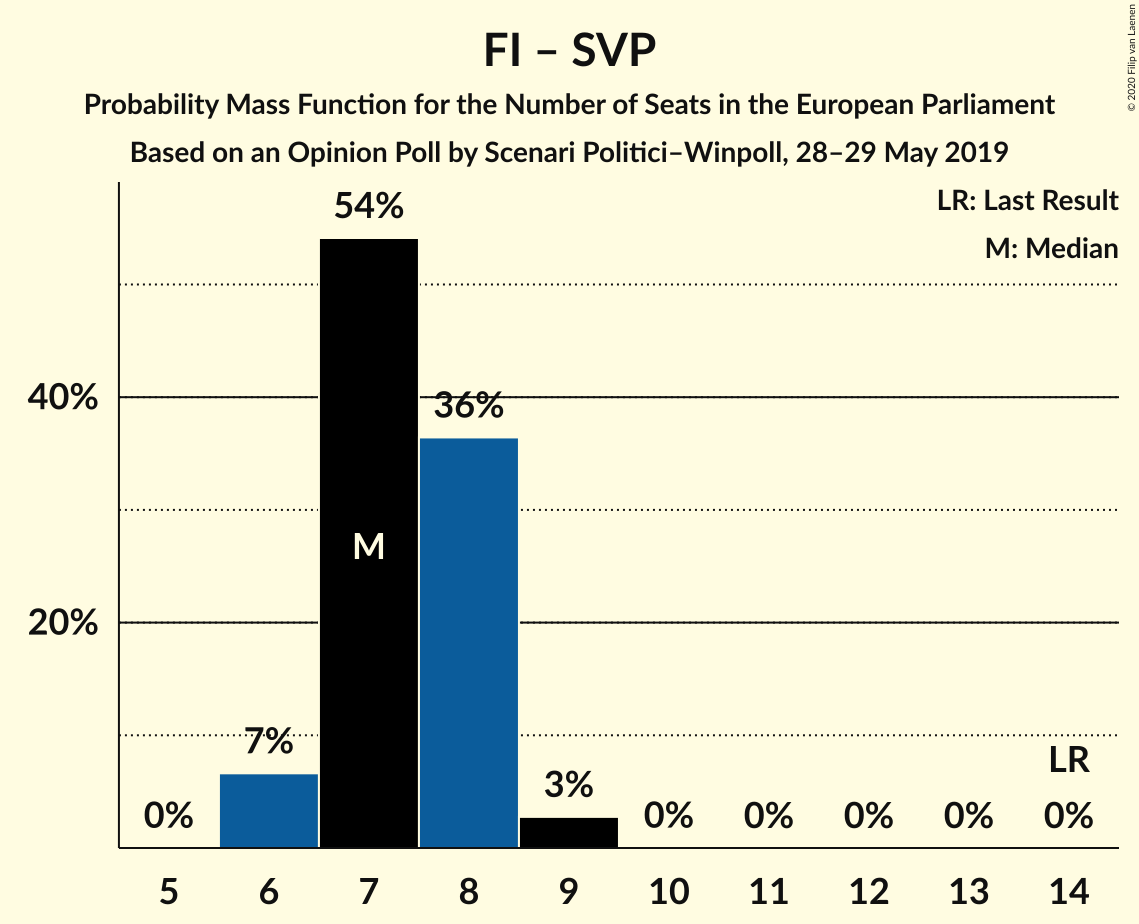 FI – SVP
Probability Mass Function for the Number of Seats in the European Parliament
Based on an Opinion Poll by Scenari Politici–Winpoll, 28–29 May 2019
© 2020 Filip van Laenen
LR: Last Result
M: Median
54%
40%
36%
M
20%
7%
LR
3%
0% 0% 0% 0% 0% 0%
5 6 7 8 9 10 11 12 13 14